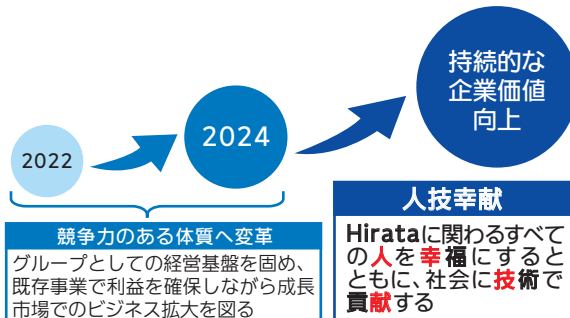 持続的な
企業価値
向上
2024
2022
競争力のある体質へ変革
グループとしての経営基盤を固め、
既存事業で利益を確保しながら成長
市場でのビジネス拡大を図る
人技幸献
Hirataに関わるすべて
の人を幸福にすると
ともに、社会に技術で
貢献する